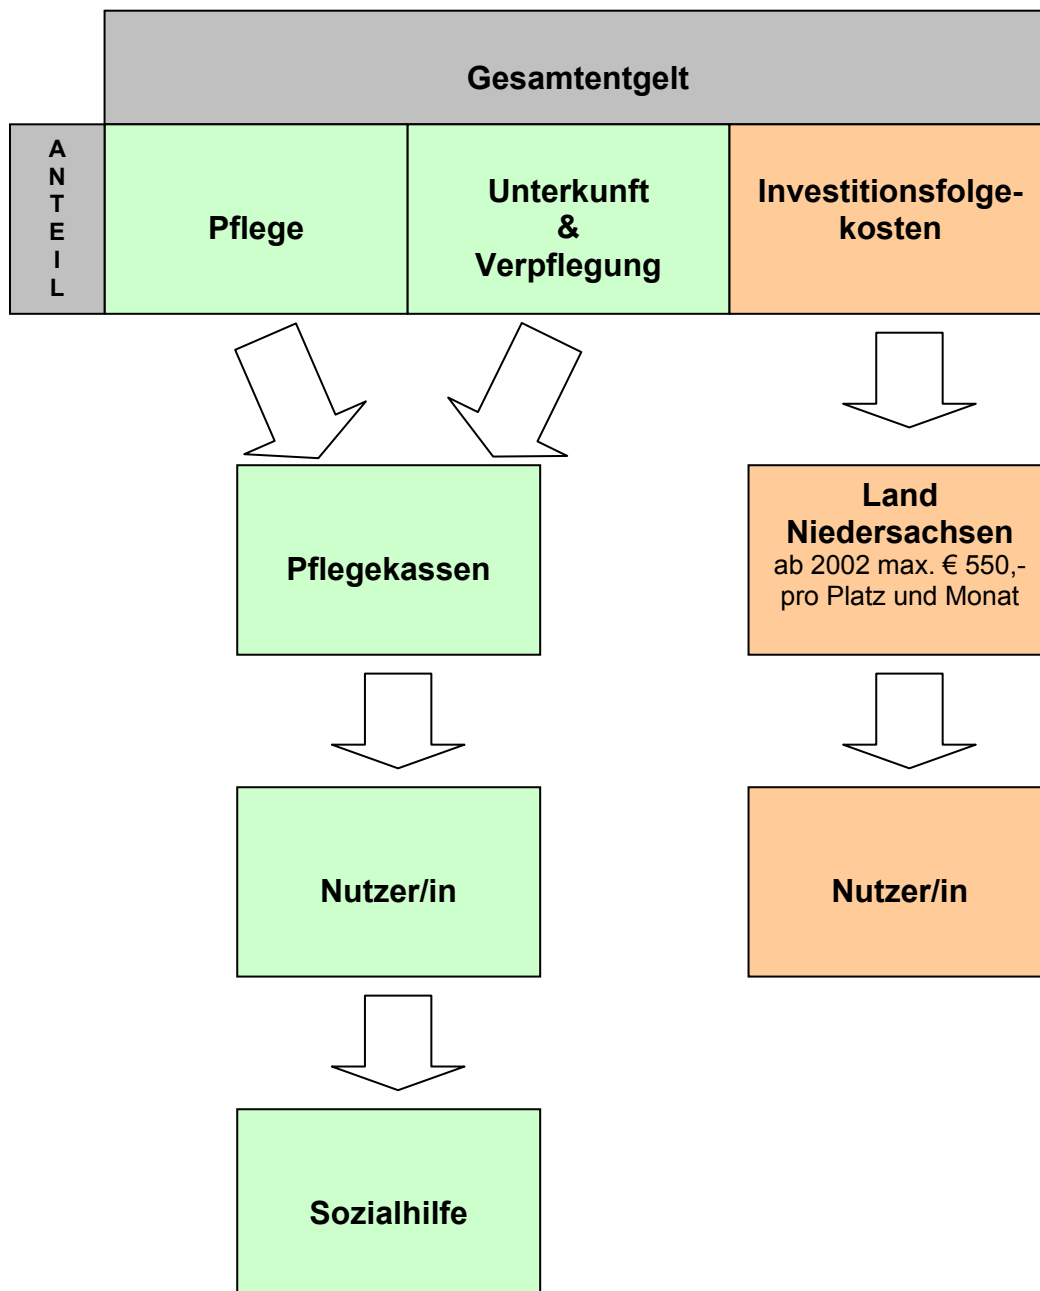 Gesamtentgelt
ANTEIL
Pflege
Unterkunft
&
Verpflegung
Investitionsfolge-
kosten
Pflegekassen
Land
Niedersachsen
ab 2002 max. € 550,-
pro Platz und Monat
Nutzer/in
Nutzer/in
Sozialhilfe